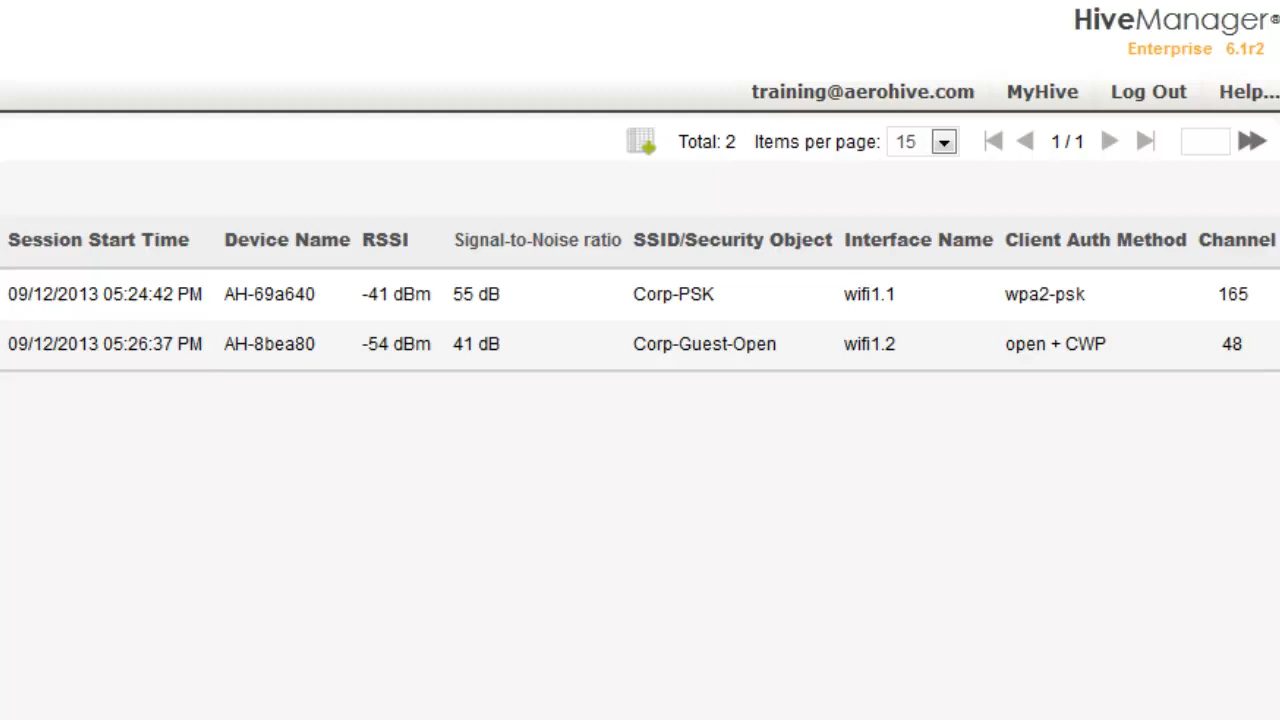 HiveManager®
Enterprise 6.1r2
training@aerohive.com MyHive Log Out Help...
Total: 2 Items per page: 15 1 / 1
Session Start Time Device Name RSSI Signal-to-Noise ratio SSID/Security Object Interface Name Client Auth Method Channel
09/12/2013 05:24:42 PM AH-69a640 -41 dBm 55 dB Corp-PSK wifi1.1 wpa2-psk 165
09/12/2013 05:26:37 PM AH-8bea80 -54 dBm 41 dB Corp-Guest-Open wifi1.2 open + CWP 48